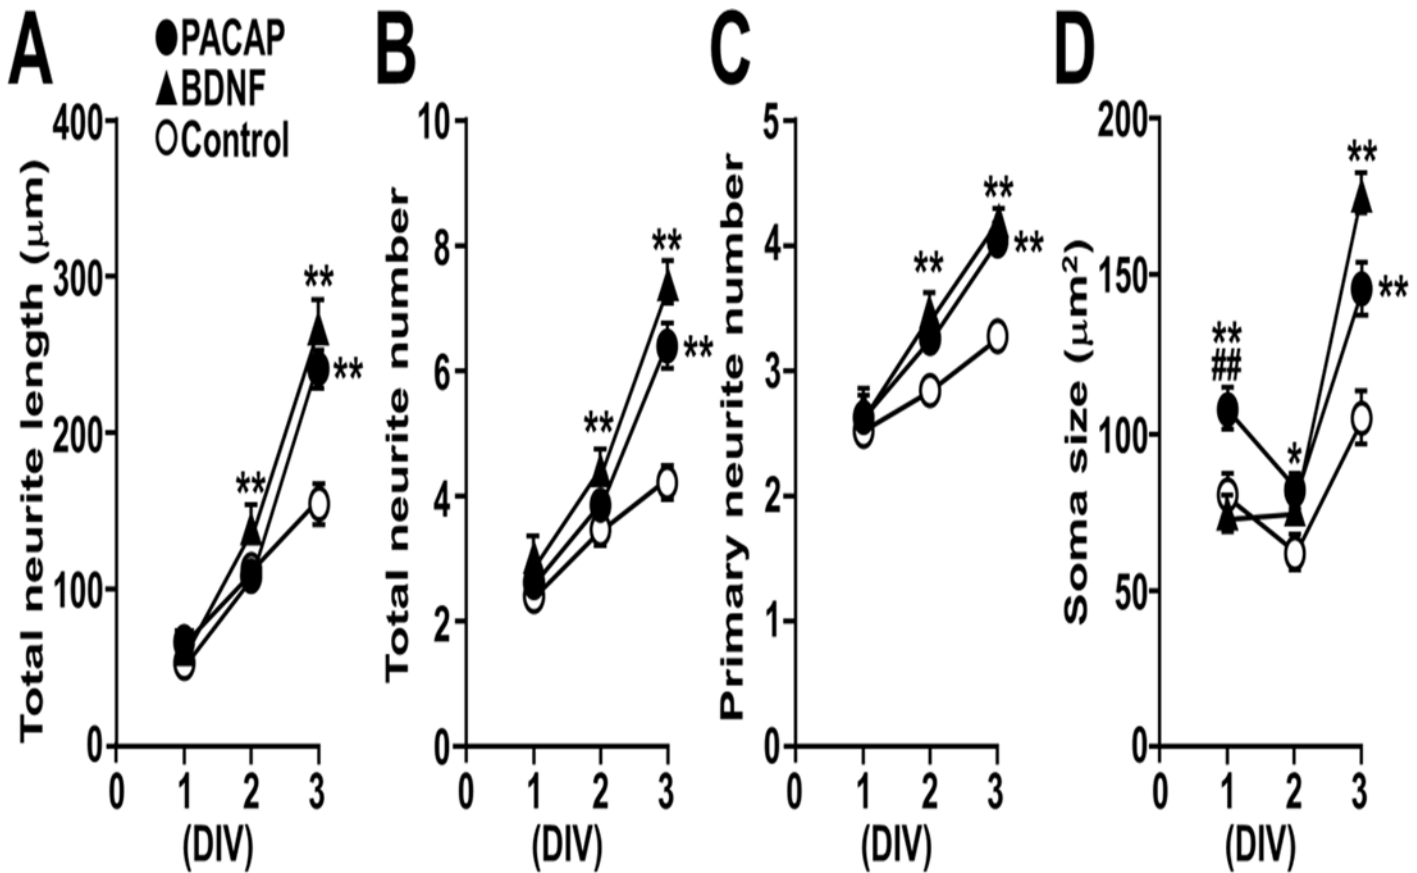 A
PACAP
BDNF
Control
Total neurite length (μm)
400
300
200
100
0
**
**
**
0 1 2 3
(DIV)
B
Total neurite number
10
8
6
4
2
0
**
**
**
0 1 2 3
(DIV)
C
Primary neurite number
5
4
3
2
1
0
**
**
**
0 1 2 3
(DIV)
D
Soma size (μm²)
200
150
100
50
0
**
**
**
##
*
0 1 2 3
(DIV)